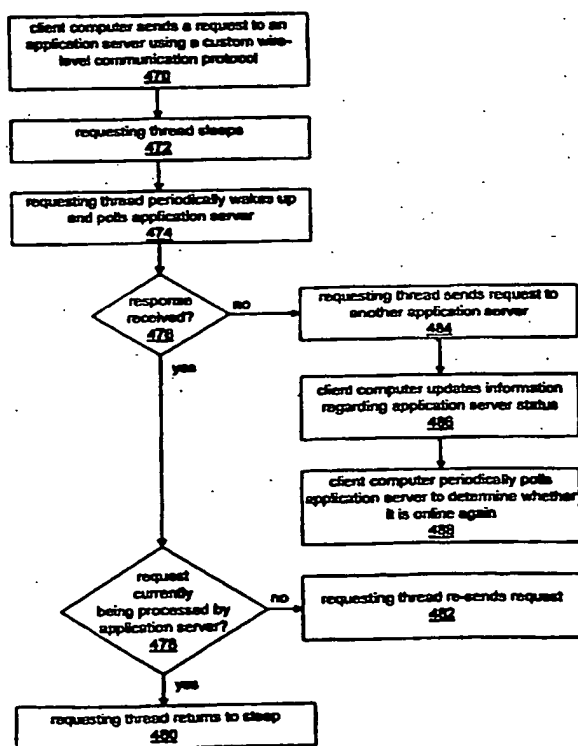 client computer sends a request to an
application server using a custom wire-
level communication protocol
470
requesting thread sleeps
472
requesting thread periodically wakes up
and polls application server
474
response
received?
476
no
yes
requesting thread sends request to
another application server
484
client computer updates information
regarding application server status
486
client computer periodically polls
application server to determine whether
it is online again
488
request
currently
being processed by
application server?
478
no
yes
requesting thread re-sends request
482
requesting thread returns to sleep
480